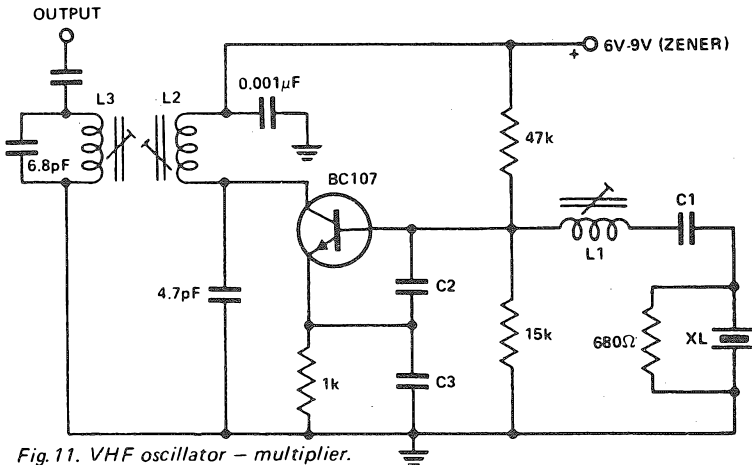 OUTPUT
+ 6V-9V (ZENER)
L3
L2
0.001µF
6.8pF
47k
BC107
C1
L1
4.7pF
C2
15k
680Ω
XL
1k
C3
Fig. 11. VHF oscillator – multiplier.